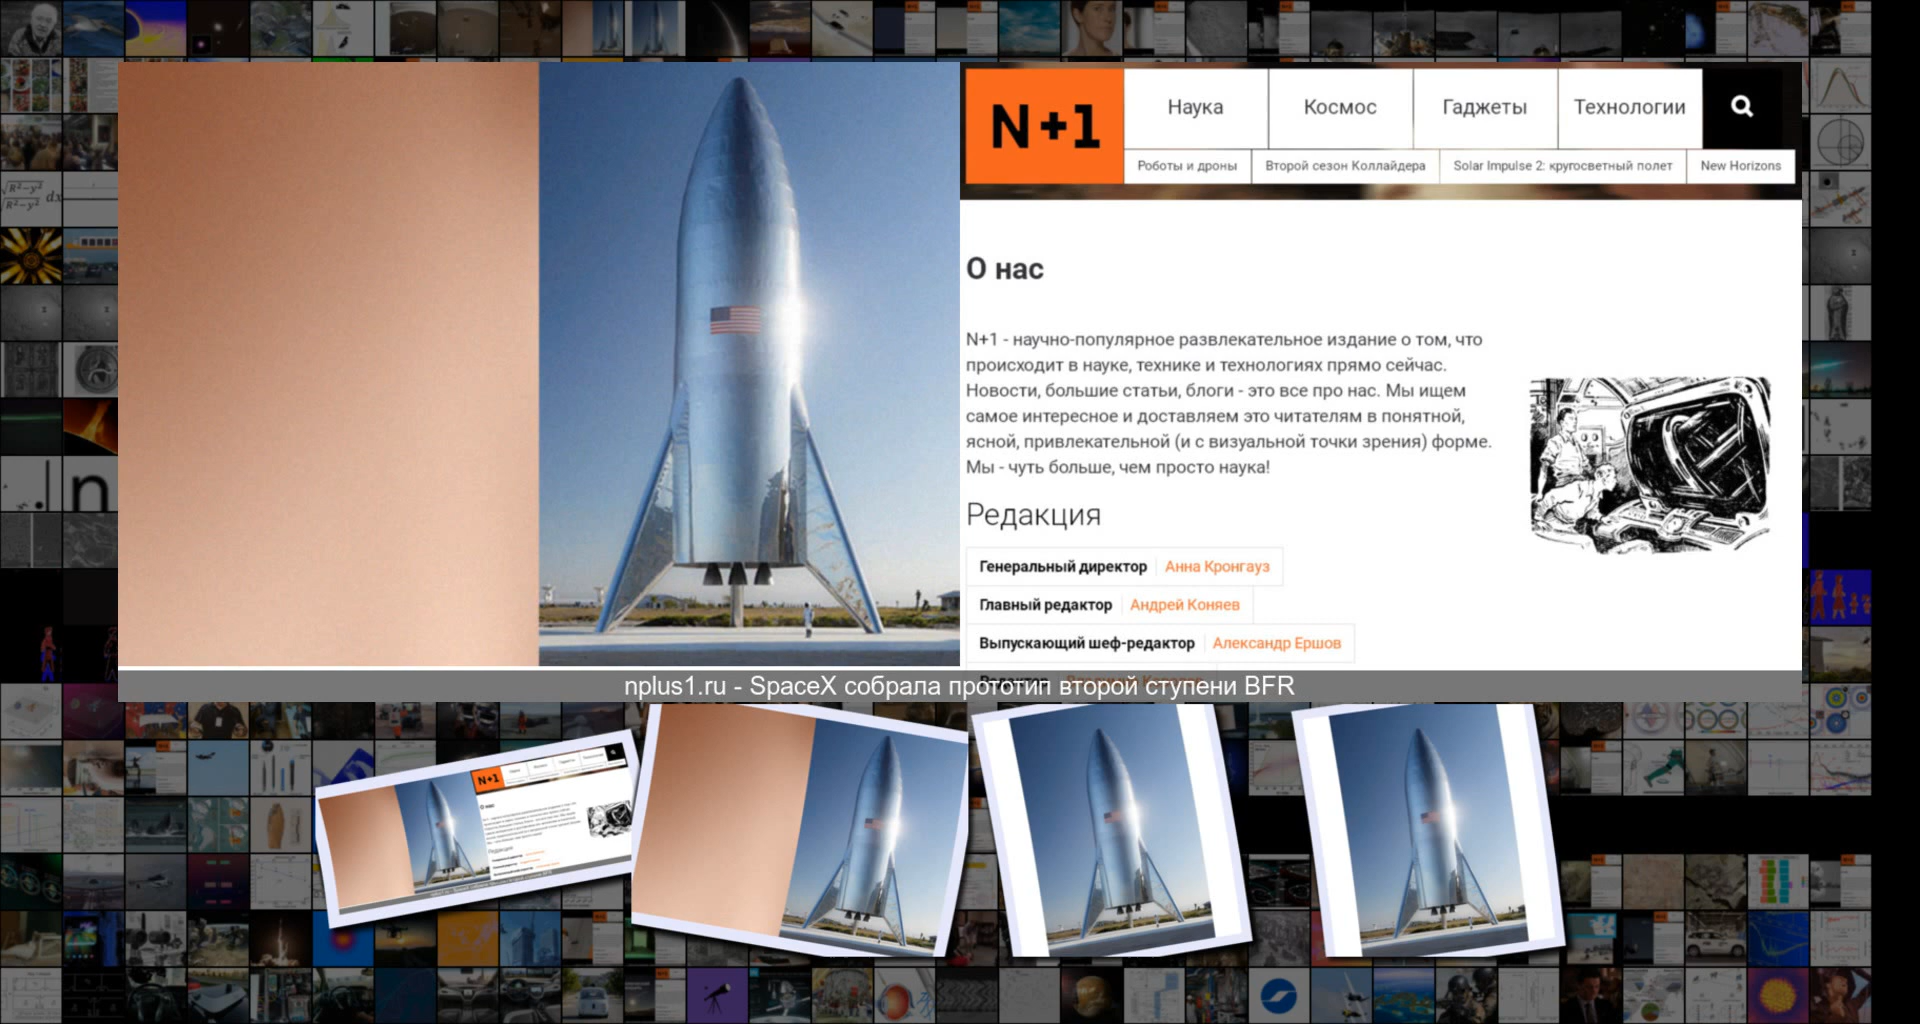 N+1
Наука
Космос
Гаджеты
Технологии
Роботы и дроны
Второй сезон Коллайдера
Solar Impulse 2: кругосветный полет
New Horizons
О нас
N+1 - научно-популярное развлекательное издание о том, что
происходит в науке, технике и технологиях прямо сейчас.
Новости, большие статьи, блоги - это все про нас. Мы ищем
самое интересное и доставляем это читателям в понятной,
ясной, привлекательной (и с визуальной точки зрения) форме.
Мы - чуть больше, чем просто наука!
Редакция
Генеральный директор Анна Кронгауз
Главный редактор Андрей Коняев
Выпускающий шеф-редактор Александр Ершов
Редактор
nplus1.ru - SpaceX собрала прототип второй ступени BFR
N+1
О нас
Редакция